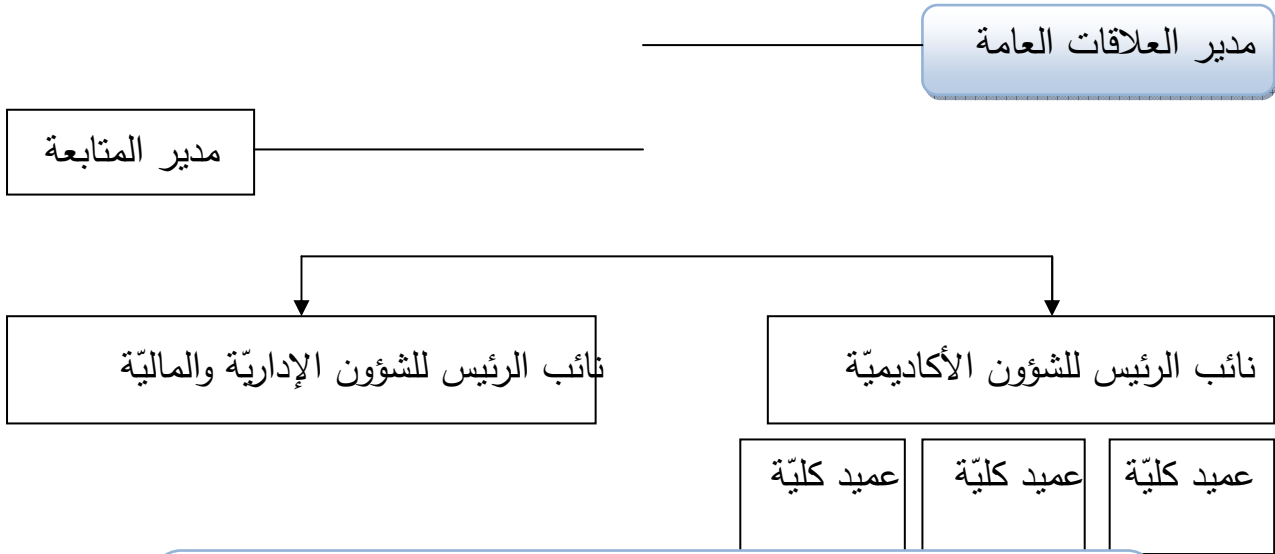 مدير العلاقات العامة
مدير المتابعة
نائب الرئيس للشؤون الأكاديميّة
نائب الرئيس للشؤون الإداريّة والماليّة
عميد كليّة
عميد كليّة
عميد كليّة